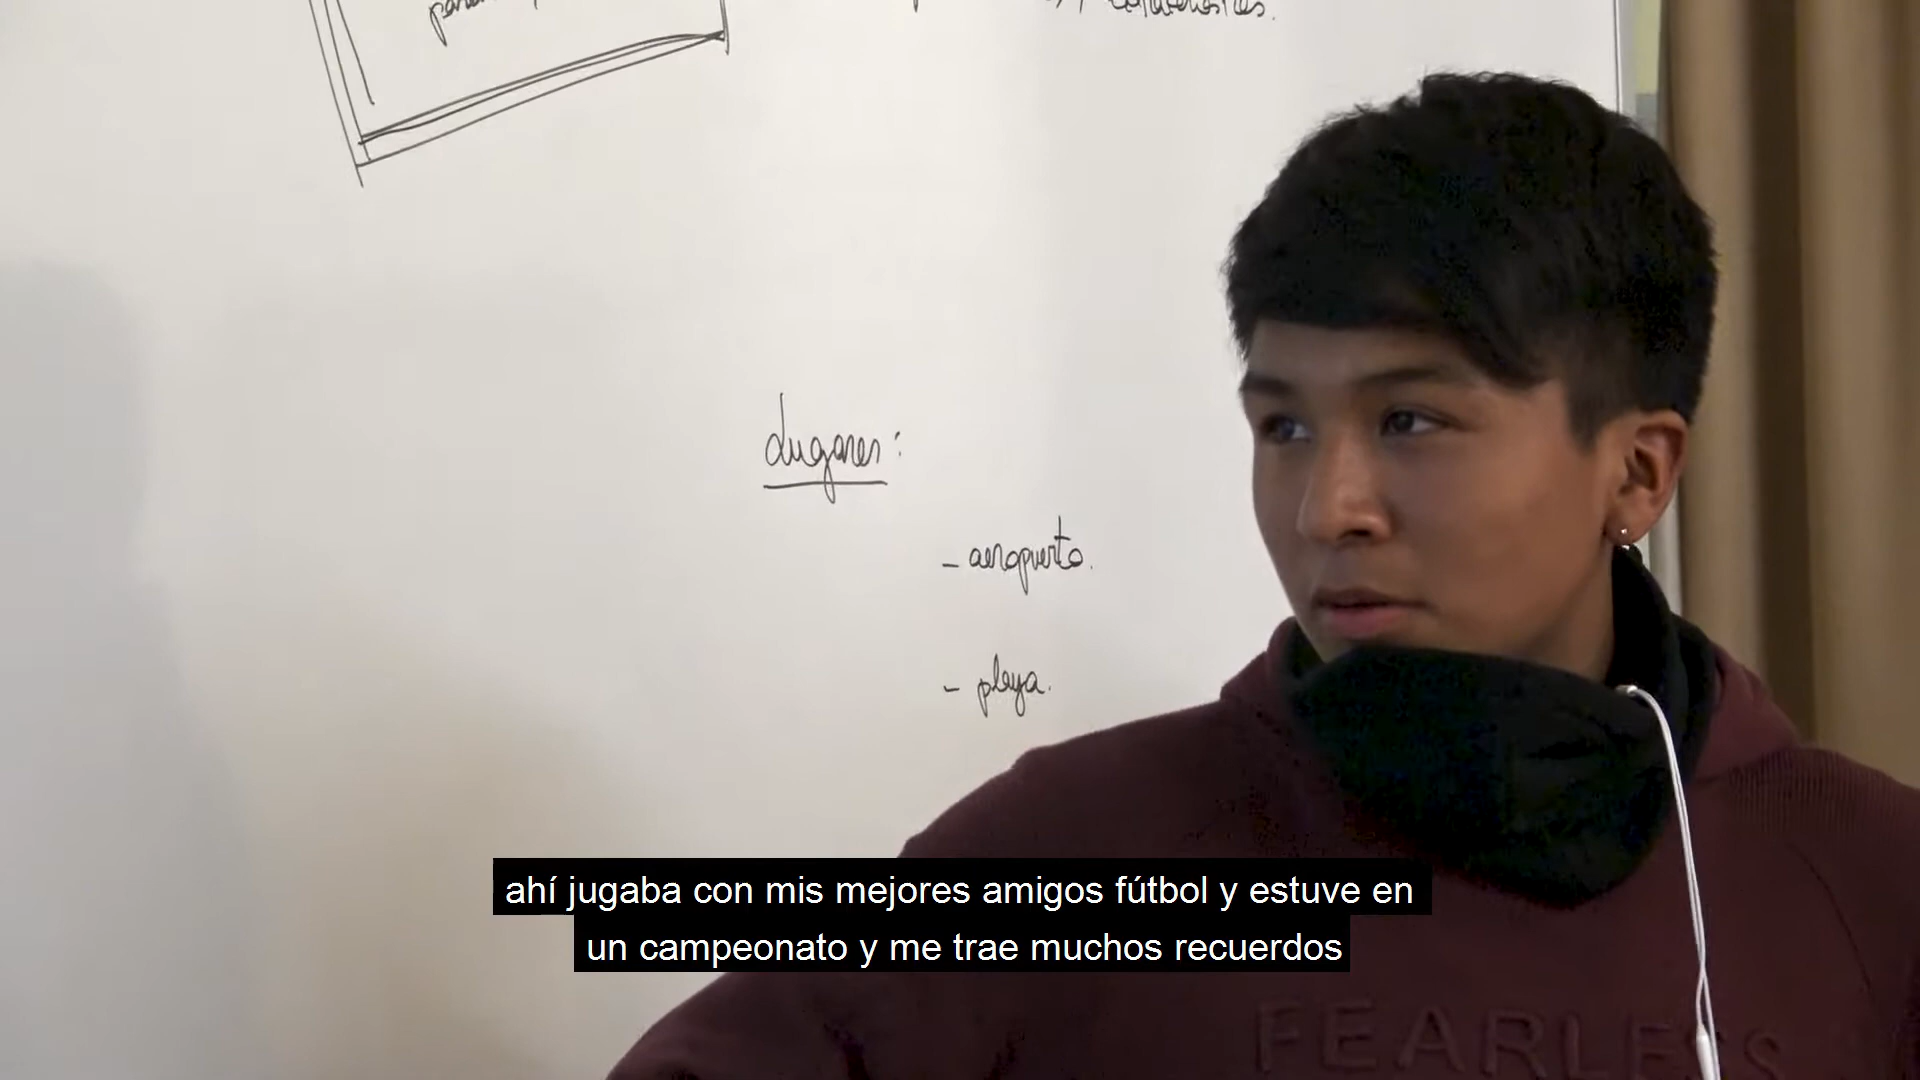 Lugares:
- aeropuerto.
- playa.
ahí jugaba con mis mejores amigos fútbol y estuve en
un campeonato y me trae muchos recuerdos
FEARLESS